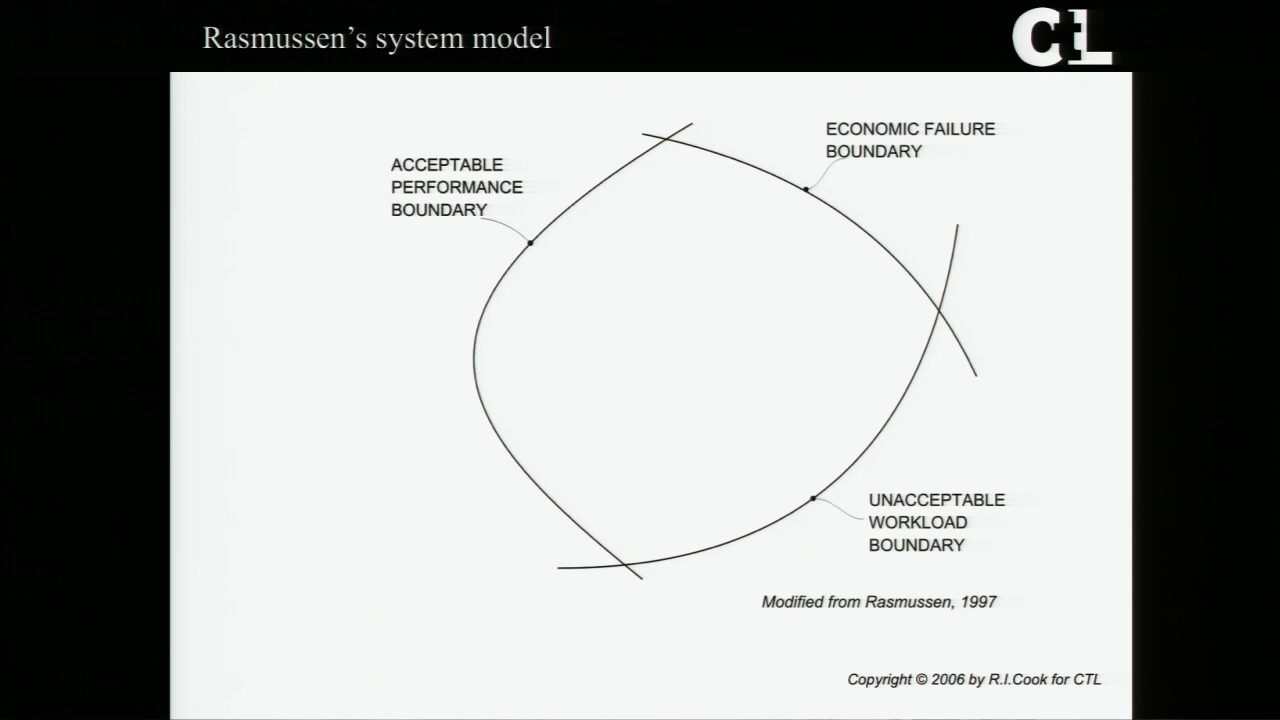 Rasmussen's system model
CtL
ECONOMIC FAILURE
BOUNDARY
ACCEPTABLE
PERFORMANCE
BOUNDARY
UNACCEPTABLE
WORKLOAD
BOUNDARY
Modified from Rasmussen, 1997
Copyright © 2006 by R.I.Cook for CTL